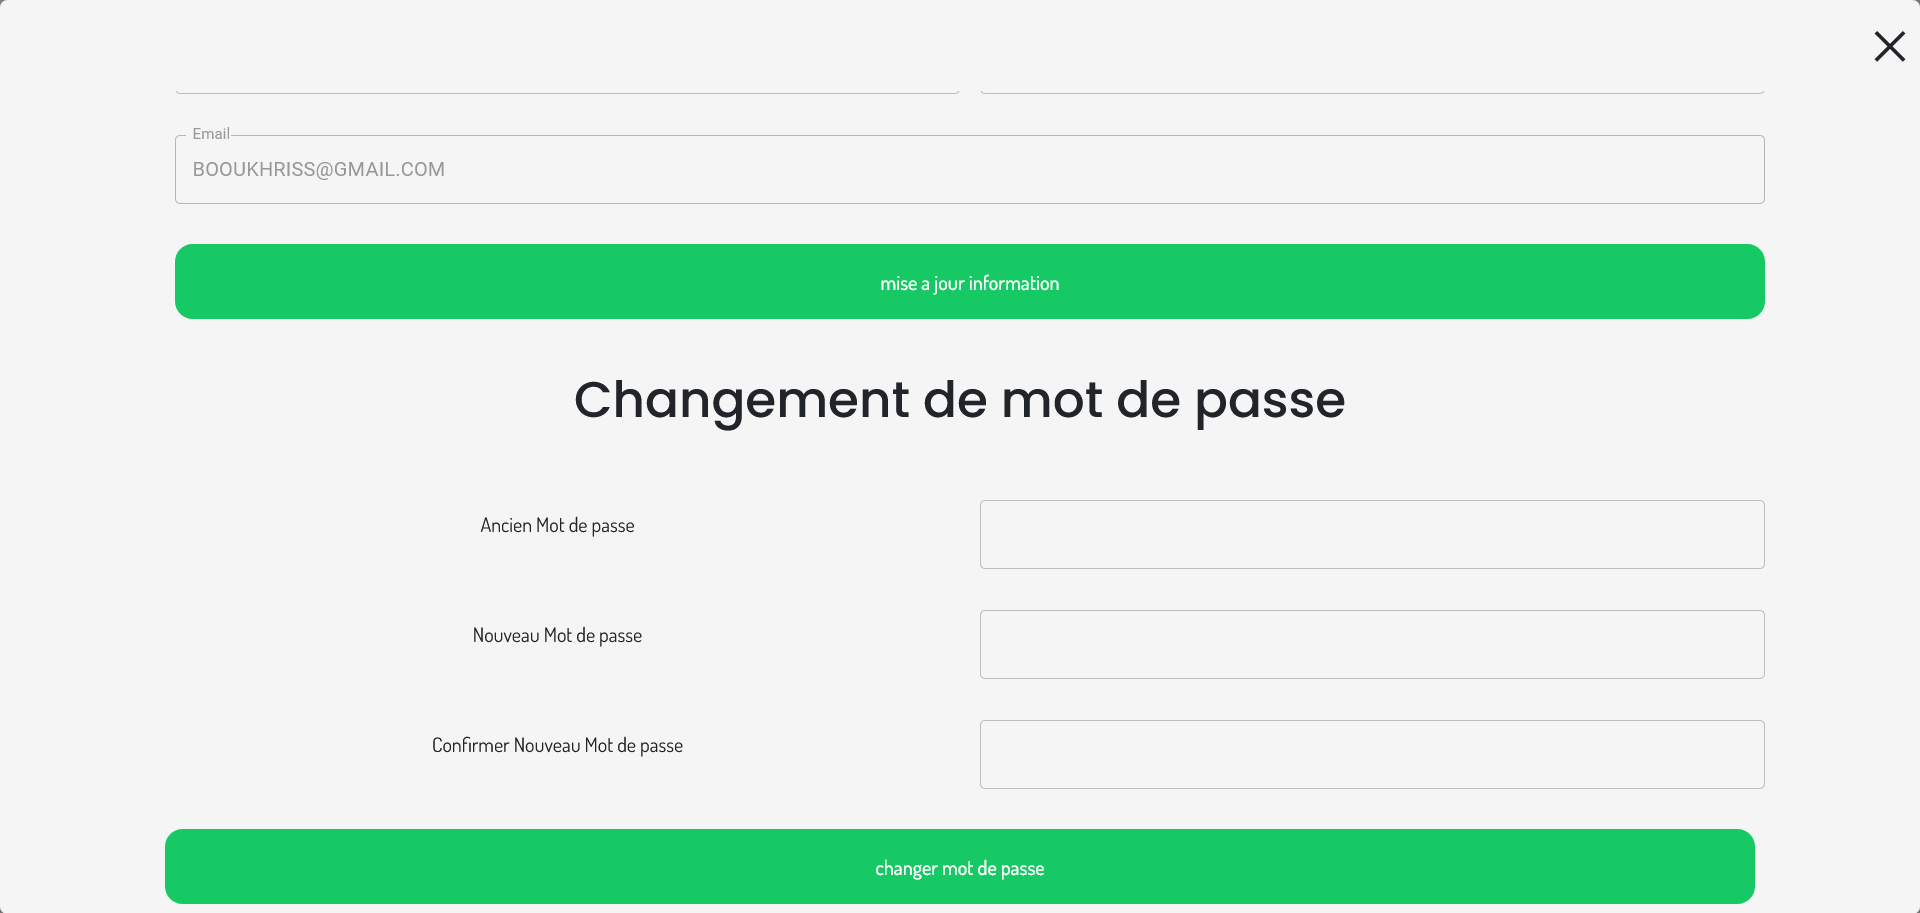 Email
BOOUKHRISS@GMAIL.COM
mise a jour information
Changement de mot de passe
Ancien Mot de passe
Nouveau Mot de passe
Confirmer Nouveau Mot de passe
changer mot de passe